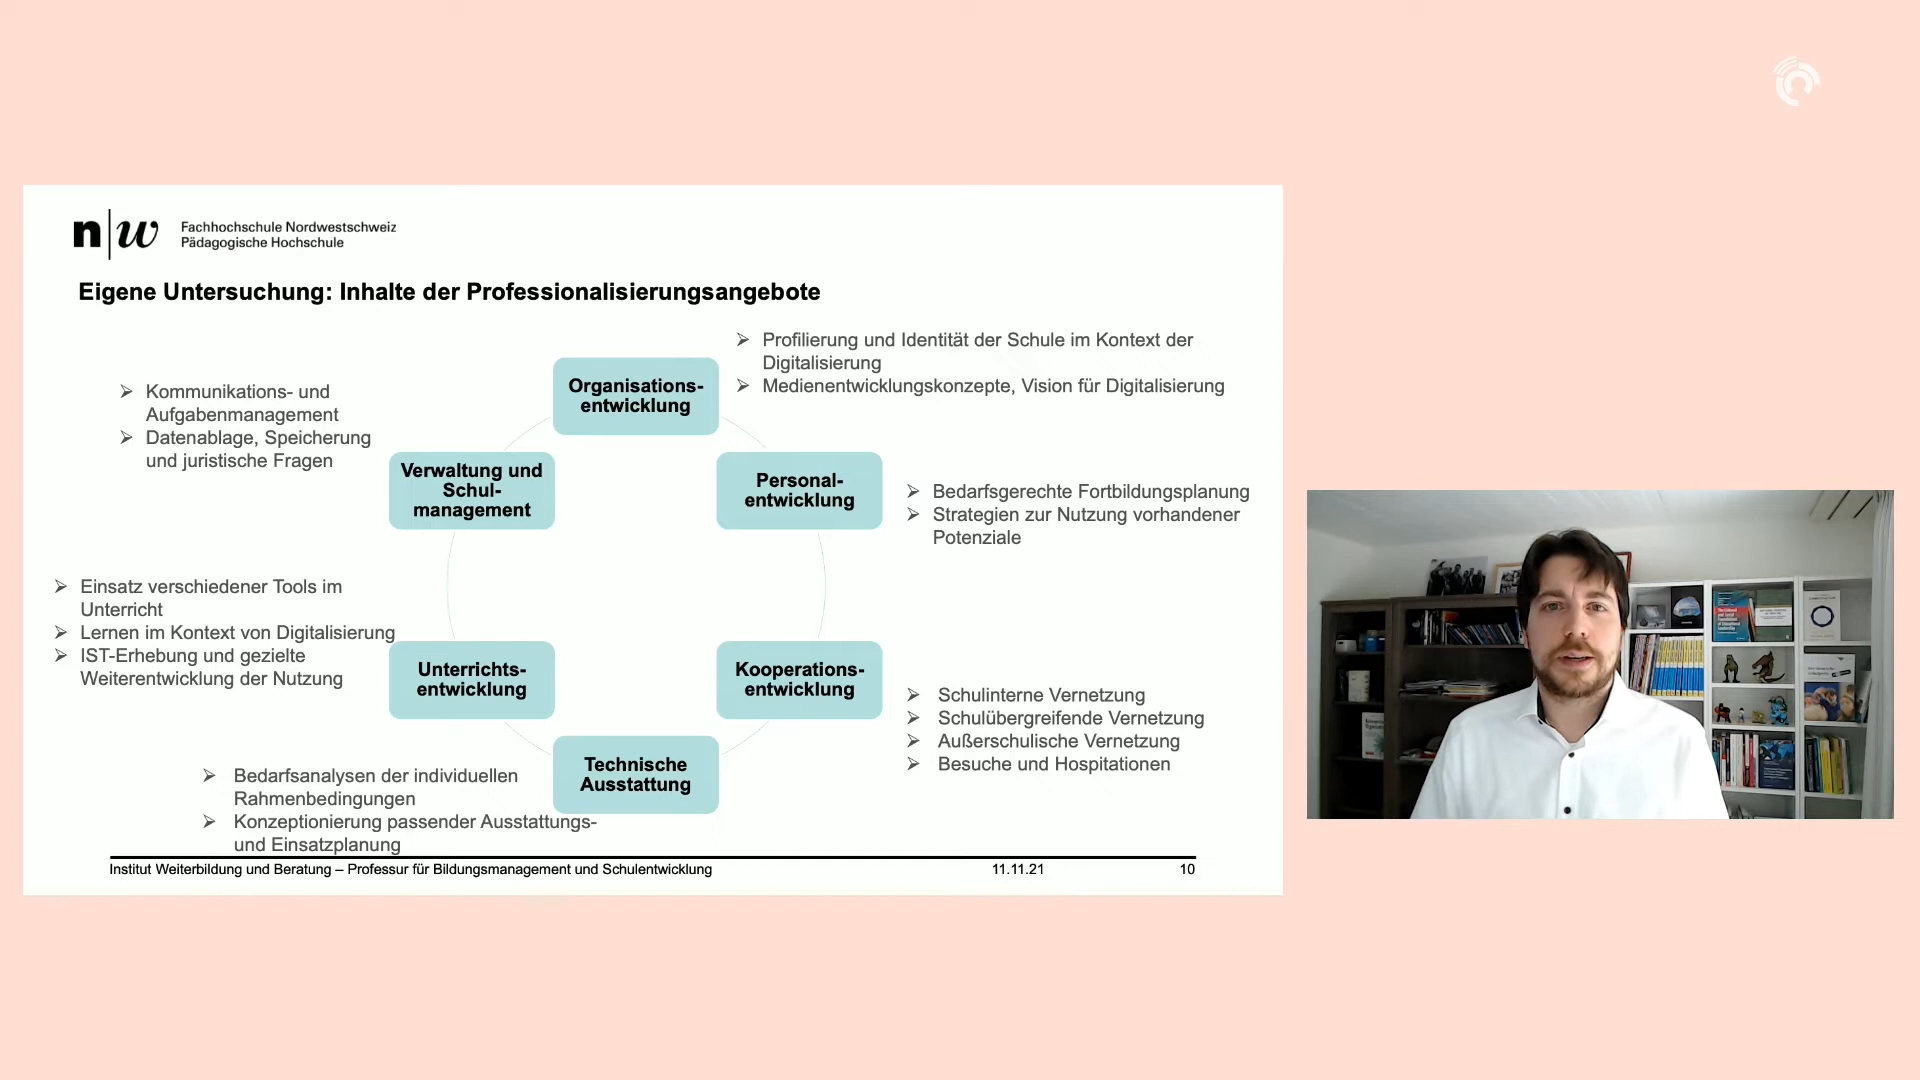 n|w
Fachhochschule Nordwestschweiz
Pädagogische Hochschule
Eigene Untersuchung: Inhalte der Professionalisierungsangebote
Organisations-
entwicklung
➢ Profilierung und Identität der Schule im Kontext der
Digitalisierung
➢ Medienentwicklungskonzepte, Vision für Digitalisierung
Personal-
entwicklung
➢ Bedarfsgerechte Fortbildungsplanung
➢ Strategien zur Nutzung vorhandener
Potenziale
Kooperations-
entwicklung
➢ Schulinterne Vernetzung
➢ Schulübergreifende Vernetzung
➢ Außerschulische Vernetzung
➢ Besuche und Hospitationen
Technische
Ausstattung
➢ Bedarfsanalysen der individuellen
Rahmenbedingungen
➢ Konzeptionierung passender Ausstattungs-
und Einsatzplanung
Unterrichts-
entwicklung
➢ Einsatz verschiedener Tools im
Unterricht
➢ Lernen im Kontext von Digitalisierung
➢ IST-Erhebung und gezielte
Weiterentwicklung der Nutzung
Verwaltung und
Schul-
management
➢ Kommunikations- und
Aufgabenmanagement
➢ Datenablage, Speicherung
und juristische Fragen
Institut Weiterbildung und Beratung – Professur für Bildungsmanagement und Schulentwicklung
11.11.21
10